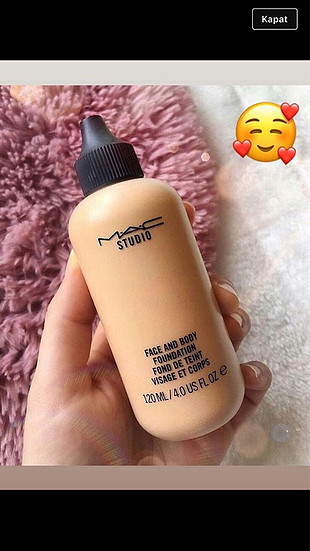 Kapat
MAC
STUDIO
FACE AND BODY
FOUNDATION
FOND DE TEINT
VISAGE ET CORPS
120 ML / 4.0 US FL OZ ℮